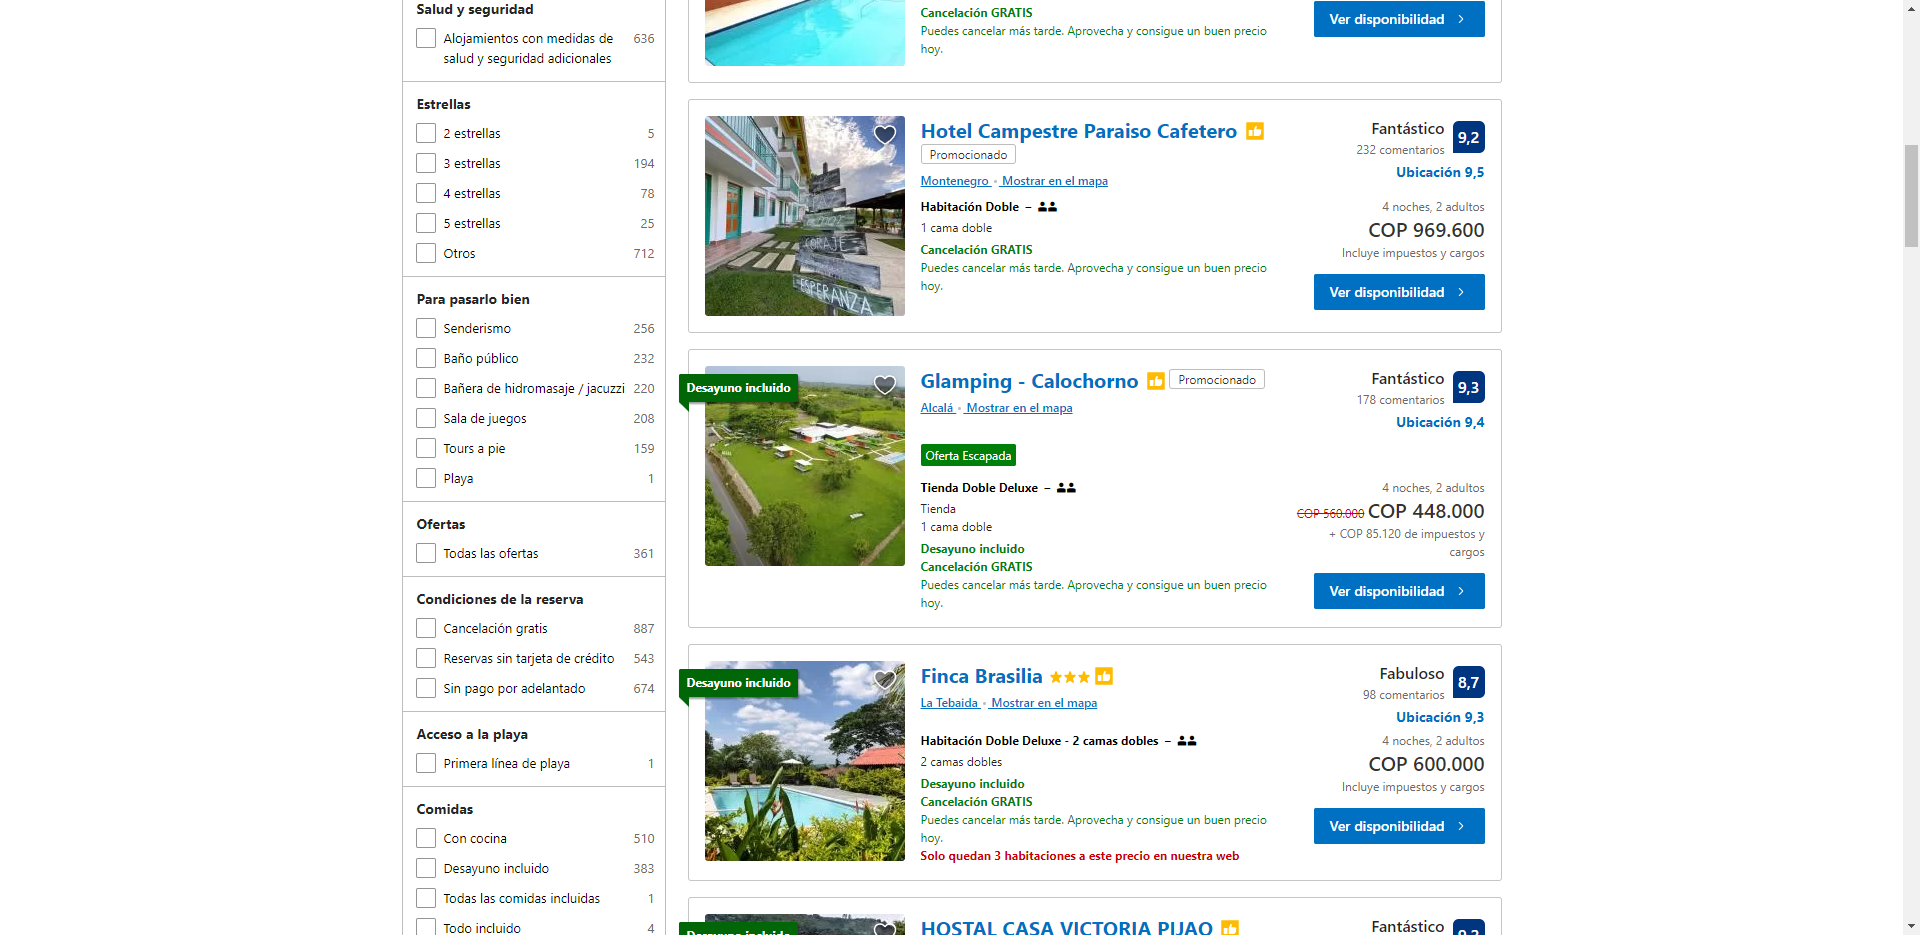 Salud y seguridad
Alojamientos con medidas de salud y seguridad adicionales 636
Estrellas
2 estrellas 5
3 estrellas 194
4 estrellas 78
5 estrellas 25
Otros 712
Para pasarlo bien
Senderismo 256
Baño público 232
Bañera de hidromasaje / jacuzzi 220
Sala de juegos 208
Tours a pie 159
Playa 1
Ofertas
Todas las ofertas 361
Condiciones de la reserva
Cancelación gratis 887
Reservas sin tarjeta de crédito 543
Sin pago por adelantado 674
Acceso a la playa
Primera línea de playa 1
Comidas
Con cocina 510
Desayuno incluido 383
Todas las comidas incluidas 1
Todo incluido 4
Cancelación GRATIS
Puedes cancelar más tarde. Aprovecha y consigue un buen precio
hoy.
Ver disponibilidad
Hotel Campestre Paraiso Cafetero
Promocionado
Montenegro • Mostrar en el mapa
Habitación Doble –
1 cama doble
Cancelación GRATIS
Puedes cancelar más tarde. Aprovecha y consigue un buen precio
hoy.
CORAJE
ESPERANZA
Fantástico 9,2
232 comentarios
Ubicación 9,5
4 noches, 2 adultos
COP 969.600
Incluye impuestos y cargos
Ver disponibilidad
Desayuno incluido
Glamping - Calochorno Promocionado
Alcalá • Mostrar en el mapa
Oferta Escapada
Tienda Doble Deluxe –
Tienda
1 cama doble
Desayuno incluido
Cancelación GRATIS
Puedes cancelar más tarde. Aprovecha y consigue un buen precio
hoy.
Fantástico 9,3
178 comentarios
Ubicación 9,4
4 noches, 2 adultos
COP 560.000 COP 448.000
+ COP 85.120 de impuestos y
cargos
Ver disponibilidad
Desayuno incluido
Finca Brasilia
La Tebaida • Mostrar en el mapa
Habitación Doble Deluxe - 2 camas dobles –
2 camas dobles
Desayuno incluido
Cancelación GRATIS
Puedes cancelar más tarde. Aprovecha y consigue un buen precio
hoy.
Solo quedan 3 habitaciones a este precio en nuestra web
Fabuloso 8,7
98 comentarios
Ubicación 9,3
4 noches, 2 adultos
COP 600.000
Incluye impuestos y cargos
Ver disponibilidad
Desayuno incluido
HOSTAL CASA VICTORIA PIJAO
Fantástico